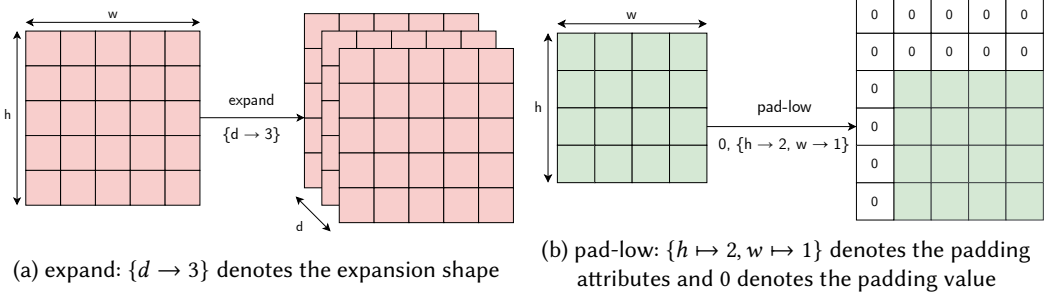 w
h
expand
{d → 3}
d
(a) expand: {d → 3} denotes the expansion shape
w
h
pad-low
0, {h → 2, w → 1}
0 0 0 0 0
0 0 0 0 0
0
0
0
0
(b) pad-low: {h ↦ 2, w ↦ 1} denotes the padding
attributes and 0 denotes the padding value